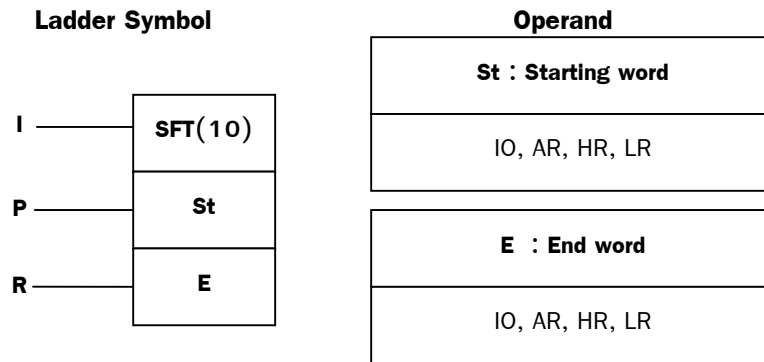 Ladder Symbol
I
SFT(10)
P
St
R
E
Operand
St : Starting word
IO, AR, HR, LR
E : End word
IO, AR, HR, LR